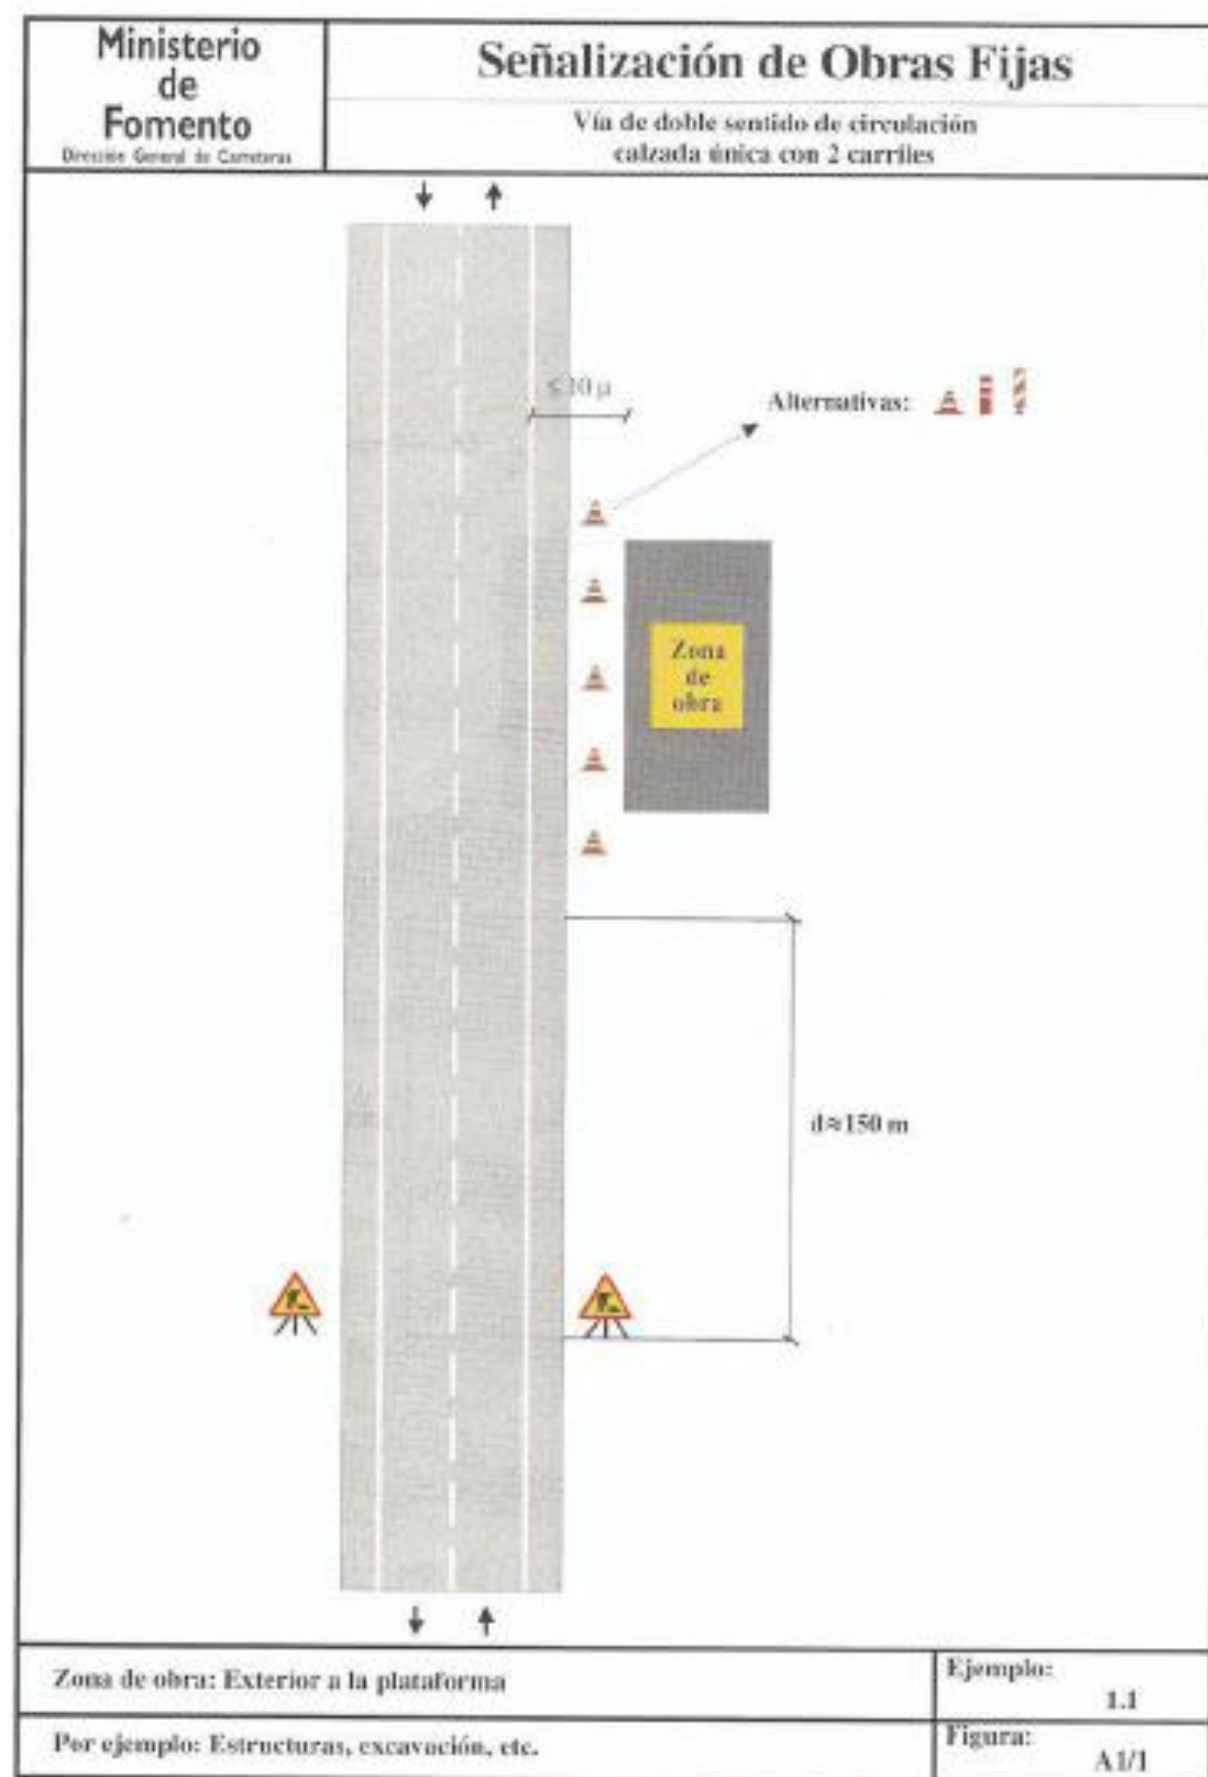 Ministerio
de
Fomento
Dirección General de Carreteras
Señalización de Obras Fijas
Vía de doble sentido de circulación
calzada única con 2 carriles
≤ 10 μ
Alternativas:
Zona
de
obra
d≈150 m
Zona de obra: Exterior a la plataforma
Ejemplo:
1.1
Por ejemplo: Estructuras, excavación, etc.
Figura:
A1/1